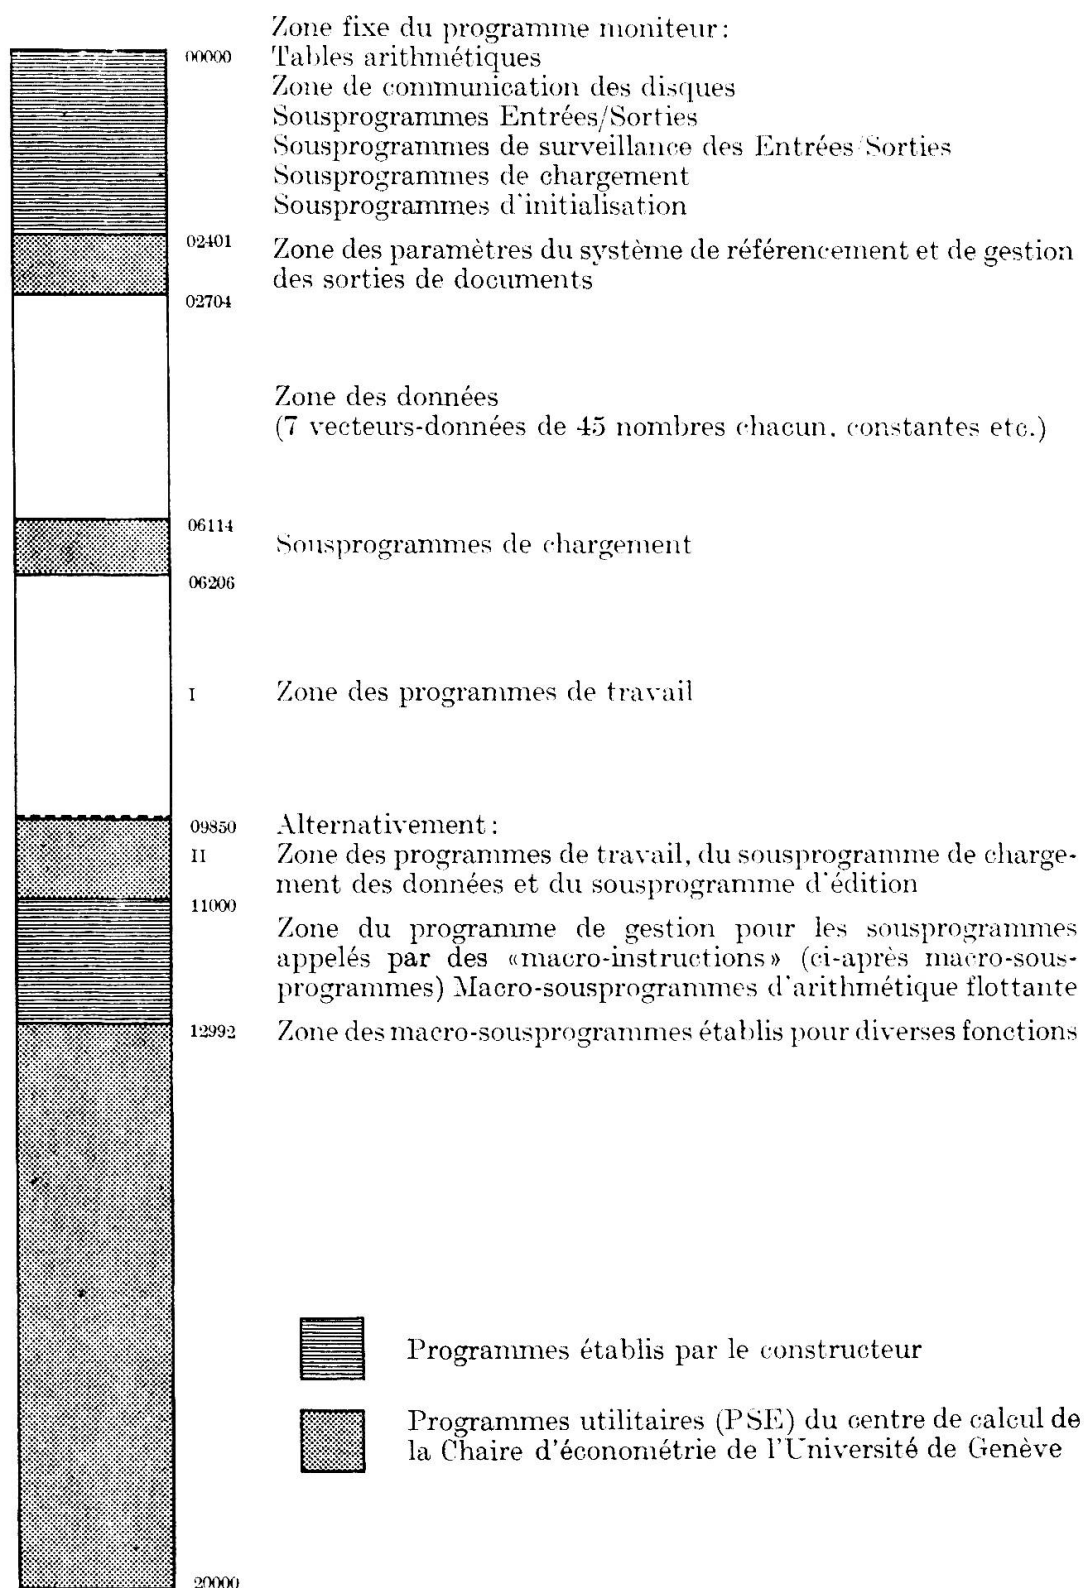 Zone fixe du programme moniteur:
00000 Tables arithmétiques
Zone de communication des disques
Sousprogrammes Entrées/Sorties
Sousprogrammes de surveillance des Entrées/Sorties
Sousprogrammes de chargement
Sousprogrammes d'initialisation
02401 Zone des paramètres du système de référencement et de gestion
des sorties de documents
02704
Zone des données
(7 vecteurs-données de 45 nombres chacun, constantes etc.)
06114
Sousprogrammes de chargement
06206
I Zone des programmes de travail
09850 Alternativement:
II Zone des programmes de travail, du sousprogramme de charge-
ment des données et du sousprogramme d'édition
11000
Zone du programme de gestion pour les sousprogrammes
appelés par des «macro-instructions» (ci-après macro-sous-
programmes) Macro-sousprogrammes d'arithmétique flottante
12992 Zone des macro-sousprogrammes établis pour diverses fonctions
Programmes établis par le constructeur
Programmes utilitaires (PSE) du centre de calcul de
la Chaire d'économétrie de l'Université de Genève
20000